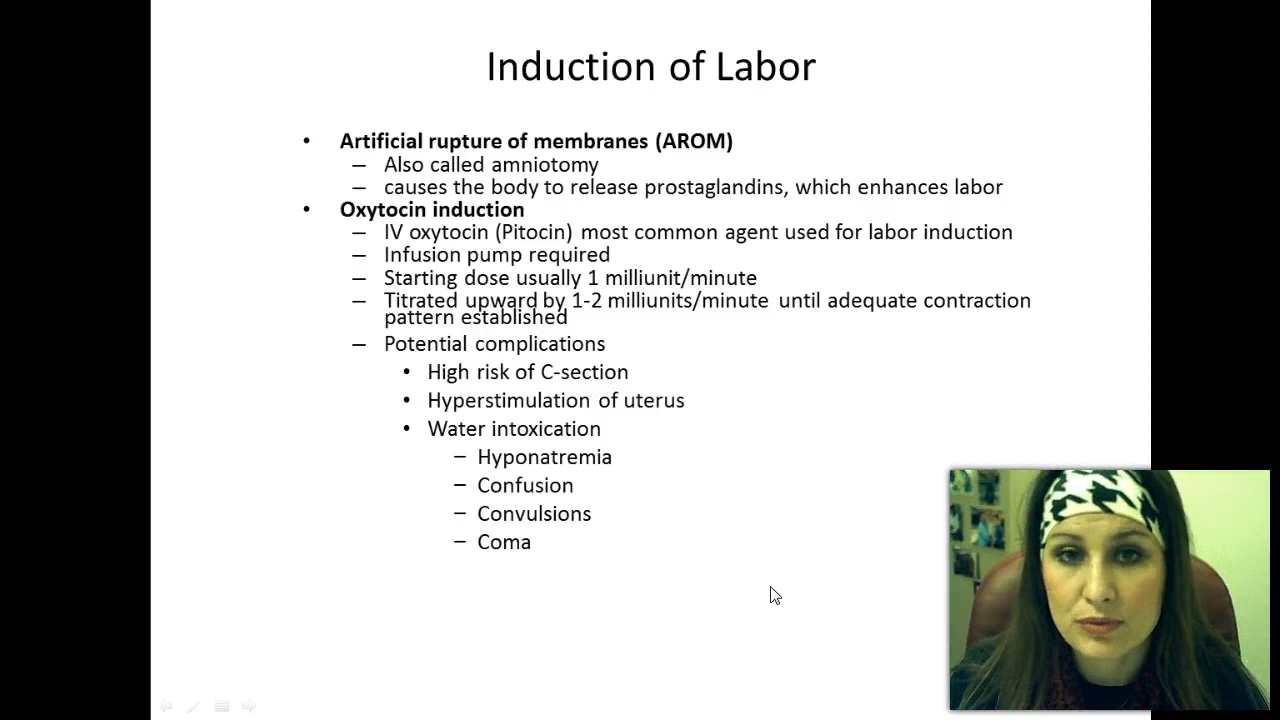 Induction of Labor
• Artificial rupture of membranes (AROM)
– Also called amniotomy
– causes the body to release prostaglandins, which enhances labor
• Oxytocin induction
– IV oxytocin (Pitocin) most common agent used for labor induction
– Infusion pump required
– Starting dose usually 1 milliunit/minute
– Titrated upward by 1-2 milliunits/minute until adequate contraction
pattern established
– Potential complications
• High risk of C-section
• Hyperstimulation of uterus
• Water intoxication
– Hyponatremia
– Confusion
– Convulsions
– Coma